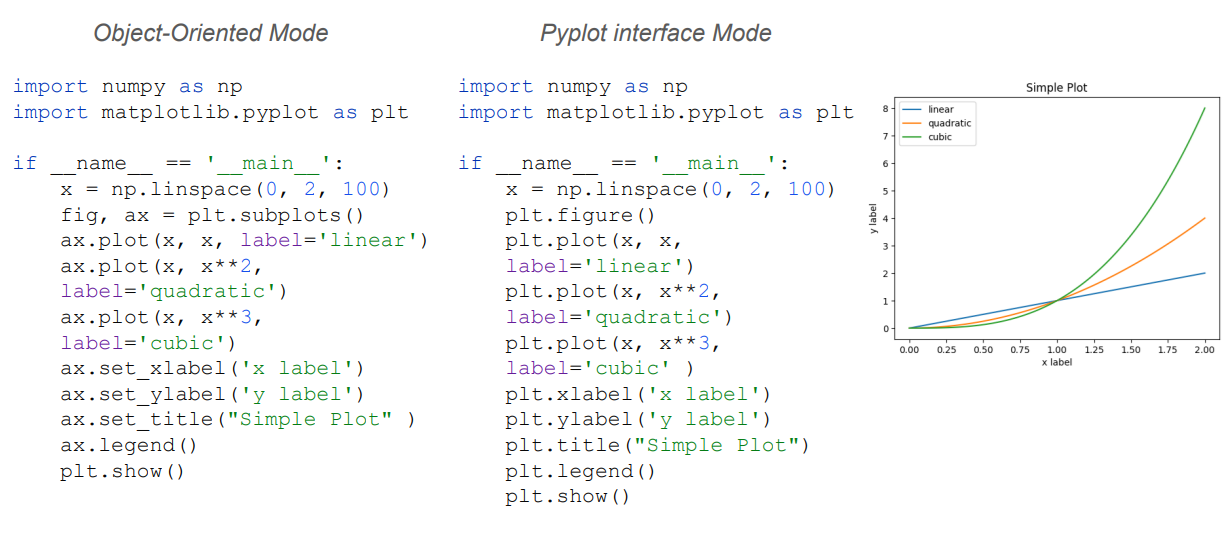 Object-Oriented Mode
import numpy as np
import matplotlib.pyplot as plt
if __name__ == '__main__':
    x = np.linspace(0, 2, 100)
    fig, ax = plt.subplots()
    ax.plot(x, x, label='linear')
    ax.plot(x, x**2,
    label='quadratic')
    ax.plot(x, x**3,
    label='cubic')
    ax.set_xlabel('x label')
    ax.set_ylabel('y label')
    ax.set_title("Simple Plot" )
    ax.legend()
    plt.show()
Pyplot interface Mode
import numpy as np
import matplotlib.pyplot as plt
if __name__ == '__main__':
    x = np.linspace(0, 2, 100)
    plt.figure()
    plt.plot(x, x,
    label='linear')
    plt.plot(x, x**2,
    label='quadratic')
    plt.plot(x, x**3,
    label='cubic' )
    plt.xlabel('x label')
    plt.ylabel('y label')
    plt.title("Simple Plot")
    plt.legend()
    plt.show()
Simple Plot
linear
quadratic
cubic
8
7
6
5
4
3
2
1
0
y label
0.00 0.25 0.50 0.75 1.00 1.25 1.50 1.75 2.00
x label